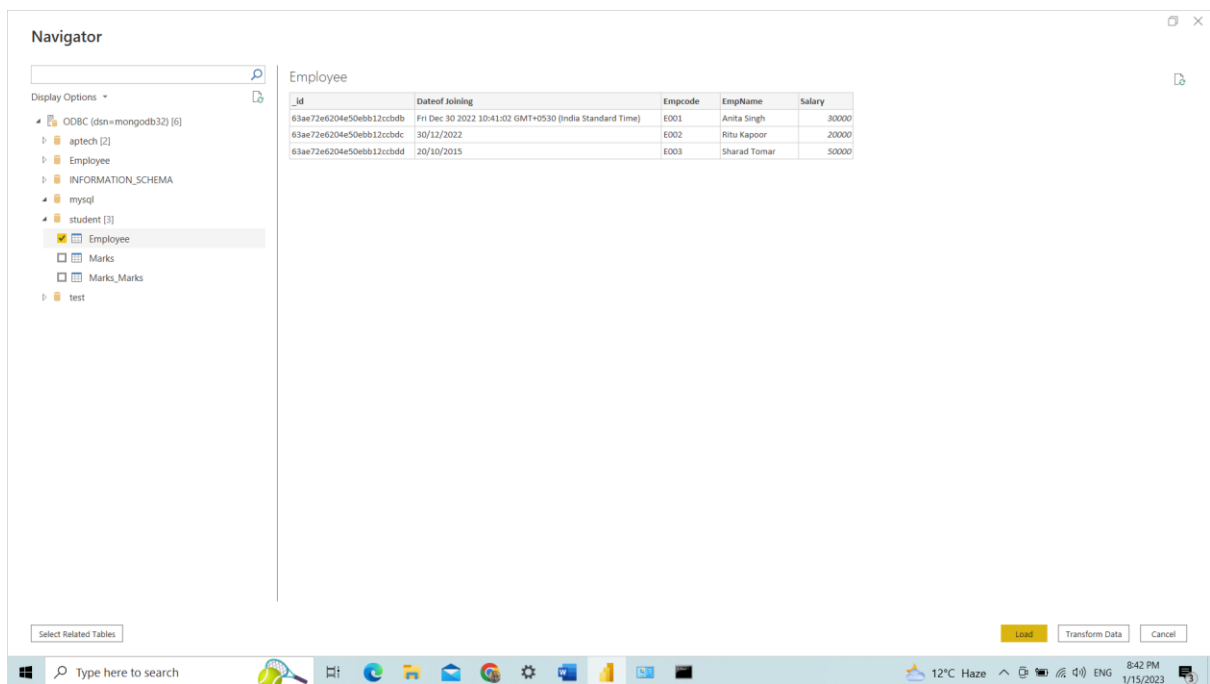 Navigator
Display Options
ODBC (dsn=mongodb32) [6]
aptech [2]
Employee
INFORMATION_SCHEMA
mysql
student [3]
Employee
Marks
Marks_Marks
test
Employee
_id Dateof Joining Empcode EmpName Salary
63ae72e6204e50ebb12ccbdb Fri Dec 30 2022 10:41:02 GMT+0530 (India Standard Time) E001 Anita Singh 30000
63ae72e6204e50ebb12ccbdc 30/12/2022 E002 Ritu Kapoor 20000
63ae72e6204e50ebb12ccbdd 20/10/2015 E003 Sharad Tomar 50000
Select Related Tables
Load Transform Data Cancel
Type here to search
12°C Haze ENG 8:42 PM
1/15/2023
3